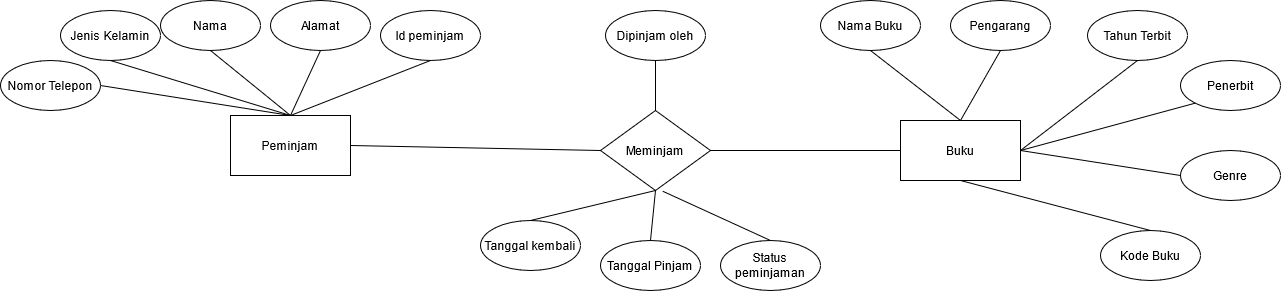 Nama
Alamat
Jenis Kelamin
Id peminjam
Nomor Telepon
Peminjam
Dipinjam oleh
Meminjam
Tanggal kembali
Tanggal Pinjam
Status
peminjaman
Nama Buku
Pengarang
Tahun Terbit
Penerbit
Buku
Genre
Kode Buku